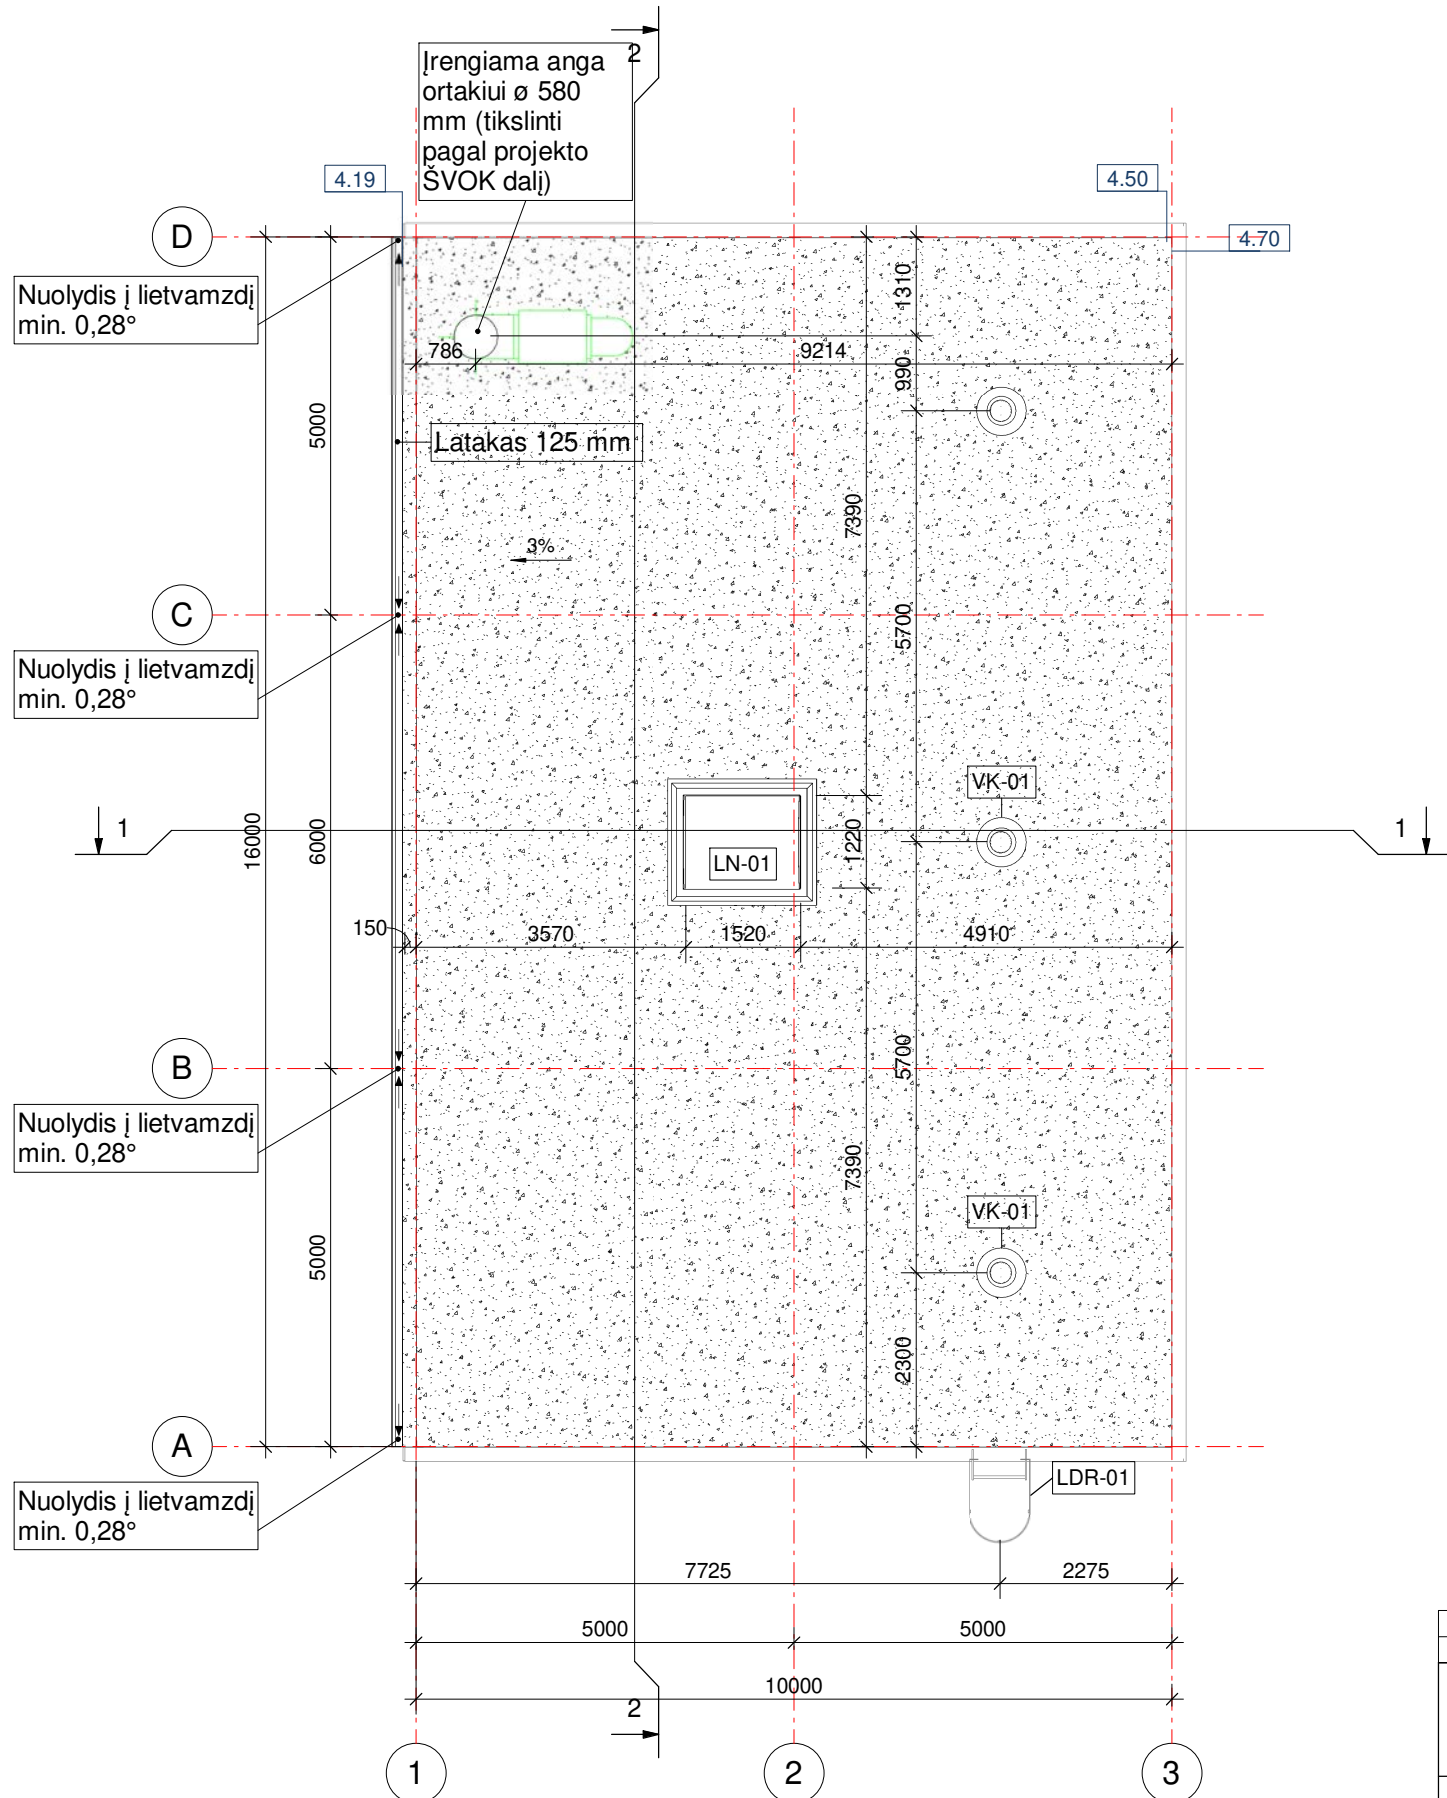 2
Įrengiama anga
ortakiui ø 580
mm (tikslinti
pagal projekto
ŠVOK dalį)
4.19
4.50
4.70
D
Nuolydis į lietvamzdį
min. 0,28°
1310
786
9214
990
5000
Latakas 125 mm
7390
3%
C
5700
Nuolydis į lietvamzdį
min. 0,28°
VK-01
1
1
16000
6000
1220
LN-01
150
3570
1520
4910
B
5700
Nuolydis į lietvamzdį
min. 0,28°
7390
VK-01
5000
2300
A
LDR-01
Nuolydis į lietvamzdį
min. 0,28°
7725
2275
5000
5000
10000
2
1
2
3